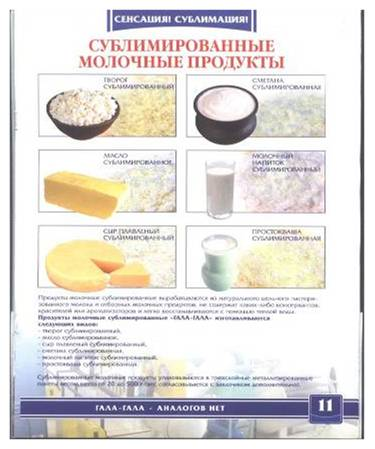 СЕНСАЦИЯ! СУБЛИМАЦИЯ!
СУБЛИМИРОВАННЫЕ
МОЛОЧНЫЕ ПРОДУКТЫ
ТВОРОГ
СУБЛИМИРОВАННЫЙ
СМЕТАНА
СУБЛИМИРОВАННАЯ
МАСЛО
СУБЛИМИРОВАННОЕ
МОЛОЧНЫЙ
НАПИТОК
СУБЛИМИРОВАННЫЙ
СЫР ПЛАВЛЕНЫЙ
СУБЛИМИРОВАННЫЙ
ПРОСТОКВАША
СУБЛИМИРОВАННАЯ
Продукты молочные сублимированные вырабатываются из натурального цельного пастери-
зованного молока и отборных молочных продуктов, не содержат каких-либо консервантов,
красителей или ароматизаторов и легко восстанавливаются с помощью теплой воды.
Продукты молочные сублимированные «ГАЛА-ГАЛА» изготавливаются
следующих видов:
- творог сублимированный,
- масло сублимированное,
- сыр плавленый сублимированный,
- сметана сублимированная,
- молочный напиток сублимированный,
- простокваша сублимированная.
Сублимированные молочные продукты упаковываются в трехслойные металлизированные
пакеты весом нетто от 20 до 500 г. Вес согласовывается с заказчиком дополнительно.
ГАЛА-ГАЛА - АНАЛОГОВ НЕТ
11